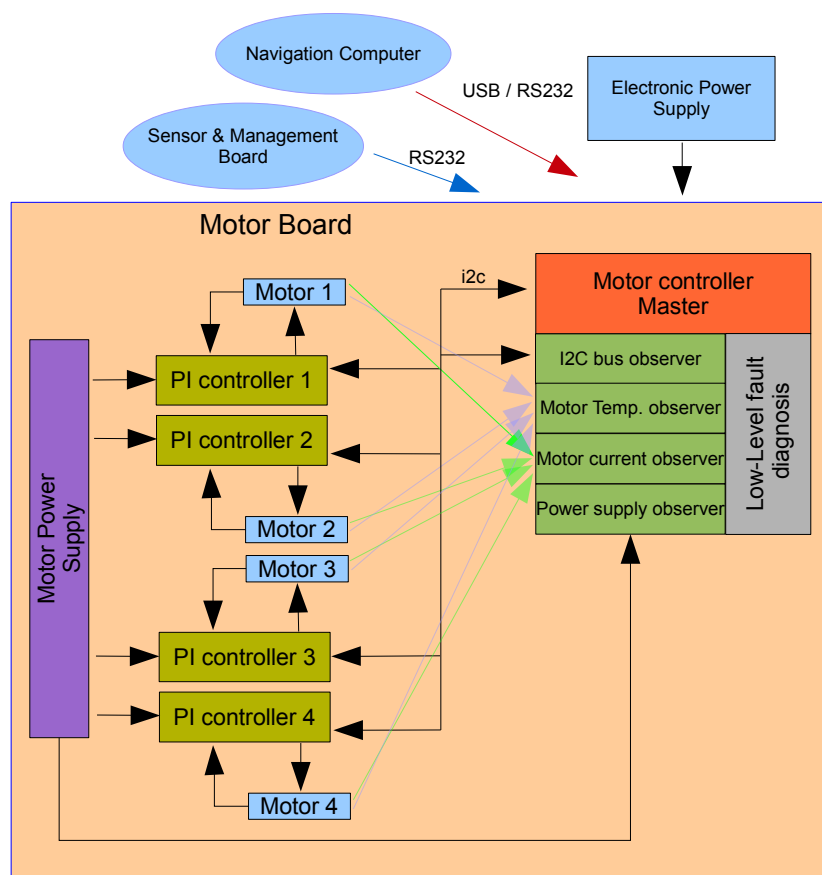 Navigation Computer
USB / RS232
Electronic Power
Supply
Sensor & Management
Board
RS232
Motor Board
i2c
Motor controller
Master
Motor 1
I2C bus observer
PI controller 1
Motor Temp. observer
PI controller 2
Motor current observer
Power supply observer
Low-Level fault
diagnosis
Motor 2
Motor 3
Motor Power
Supply
PI controller 3
PI controller 4
Motor 4